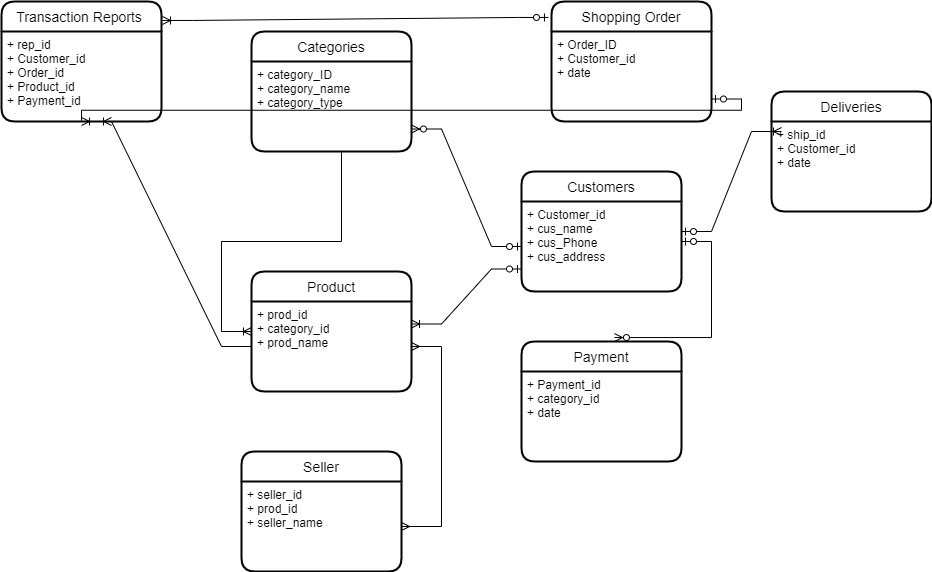 Transaction Reports
+ rep_id
+ Customer_id
+ Order_id
+ Product_id
+ Payment_id
Categories
+ category_ID
+ category_name
+ category_type
Shopping Order
+ Order_ID
+ Customer_id
+ date
Deliveries
+ ship_id
+ Customer_id
+ date
Customers
+ Customer_id
+ cus_name
+ cus_Phone
+ cus_address
Product
+ prod_id
+ category_id
+ prod_name
Payment
+ Payment_id
+ category_id
+ date
Seller
+ seller_id
+ prod_id
+ seller_name